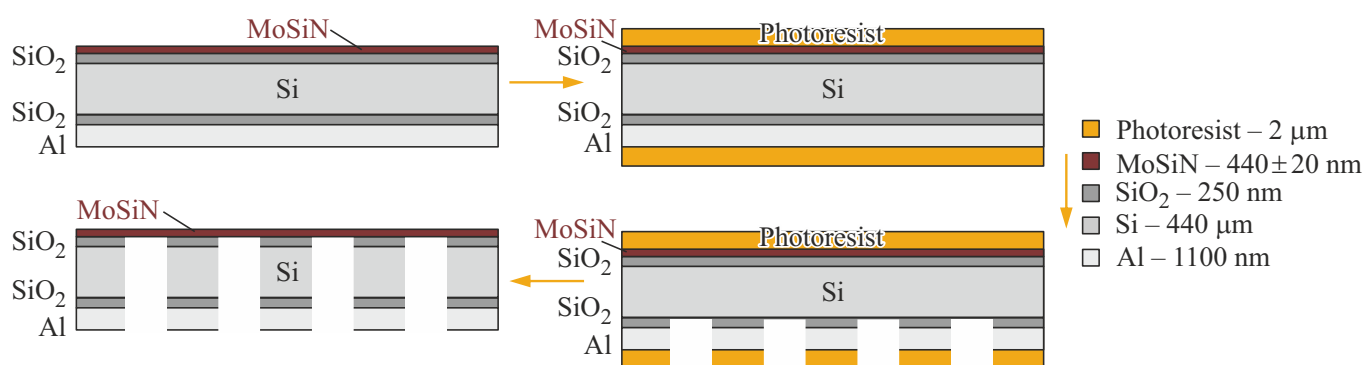 MoSiN
SiO2
Si
SiO2
Al
MoSiN
Photoresist
SiO2
Si
SiO2
Al
Photoresist – 2 μm
MoSiN – 440±20 nm
SiO2 – 250 nm
Si – 440 μm
Al – 1100 nm
MoSiN
SiO2
Si
SiO2
Al
MoSiN
Photoresist
SiO2
Si
SiO2
Al